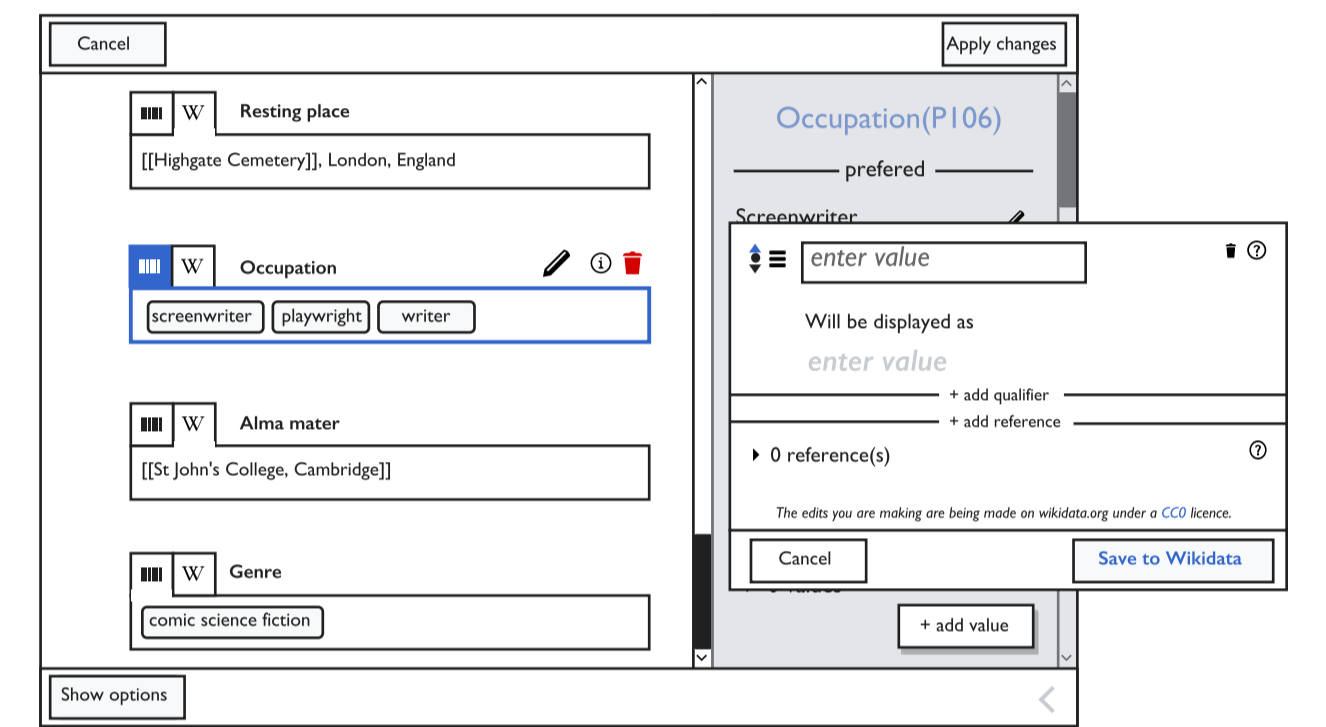 Cancel
Apply changes
W Resting place
[[Highgate Cemetery]], London, England
W Occupation
screenwriter playwright writer
W Alma mater
[[St John's College, Cambridge]]
W Genre
comic science fiction
Show options
Occupation(P106)
prefered
Screenwriter
enter value
Will be displayed as
enter value
+ add qualifier
+ add reference
0 reference(s)
The edits you are making are being made on wikidata.org under a CC0 licence.
Cancel
Save to Wikidata
+ add value